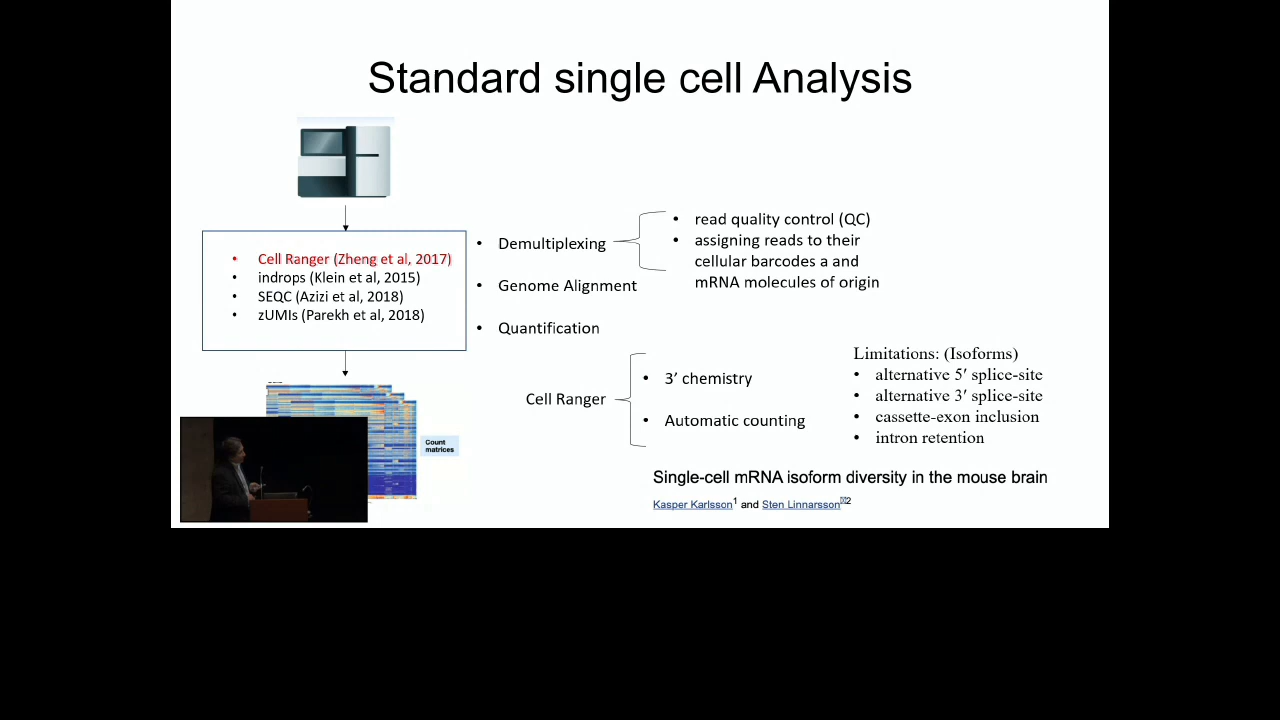 Standard single cell Analysis
• Cell Ranger (Zheng et al, 2017)
• indrops (Klein et al, 2015)
• SEQC (Azizi et al, 2018)
• zUMIs (Parekh et al, 2018)
• Demultiplexing
• Genome Alignment
• Quantification
• read quality control (QC)
• assigning reads to their
cellular barcodes a and
mRNA molecules of origin
Cell Ranger
• 3′ chemistry
• Automatic counting
Limitations: (Isoforms)
• alternative 5′ splice-site
• alternative 3′ splice-site
• cassette-exon inclusion
• intron retention
Count
matrices
Single-cell mRNA isoform diversity in the mouse brain
Kasper Karlsson1 and Sten Linnarsson2